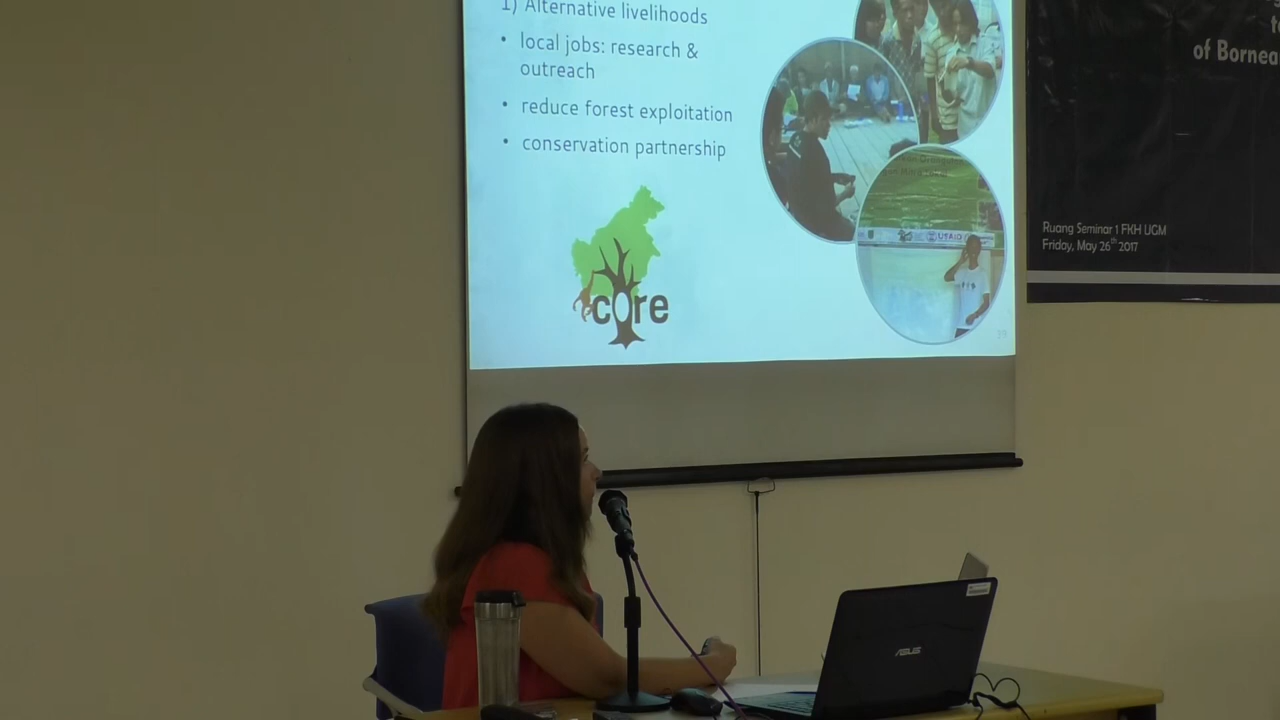 1) Alternative livelihoods
• local jobs: research &
outreach
• reduce forest exploitation
• conservation partnership
core
USAID
of Bornea
Ruang Seminar 1 FKH UGM
Friday, May 26th 2017
ASUS